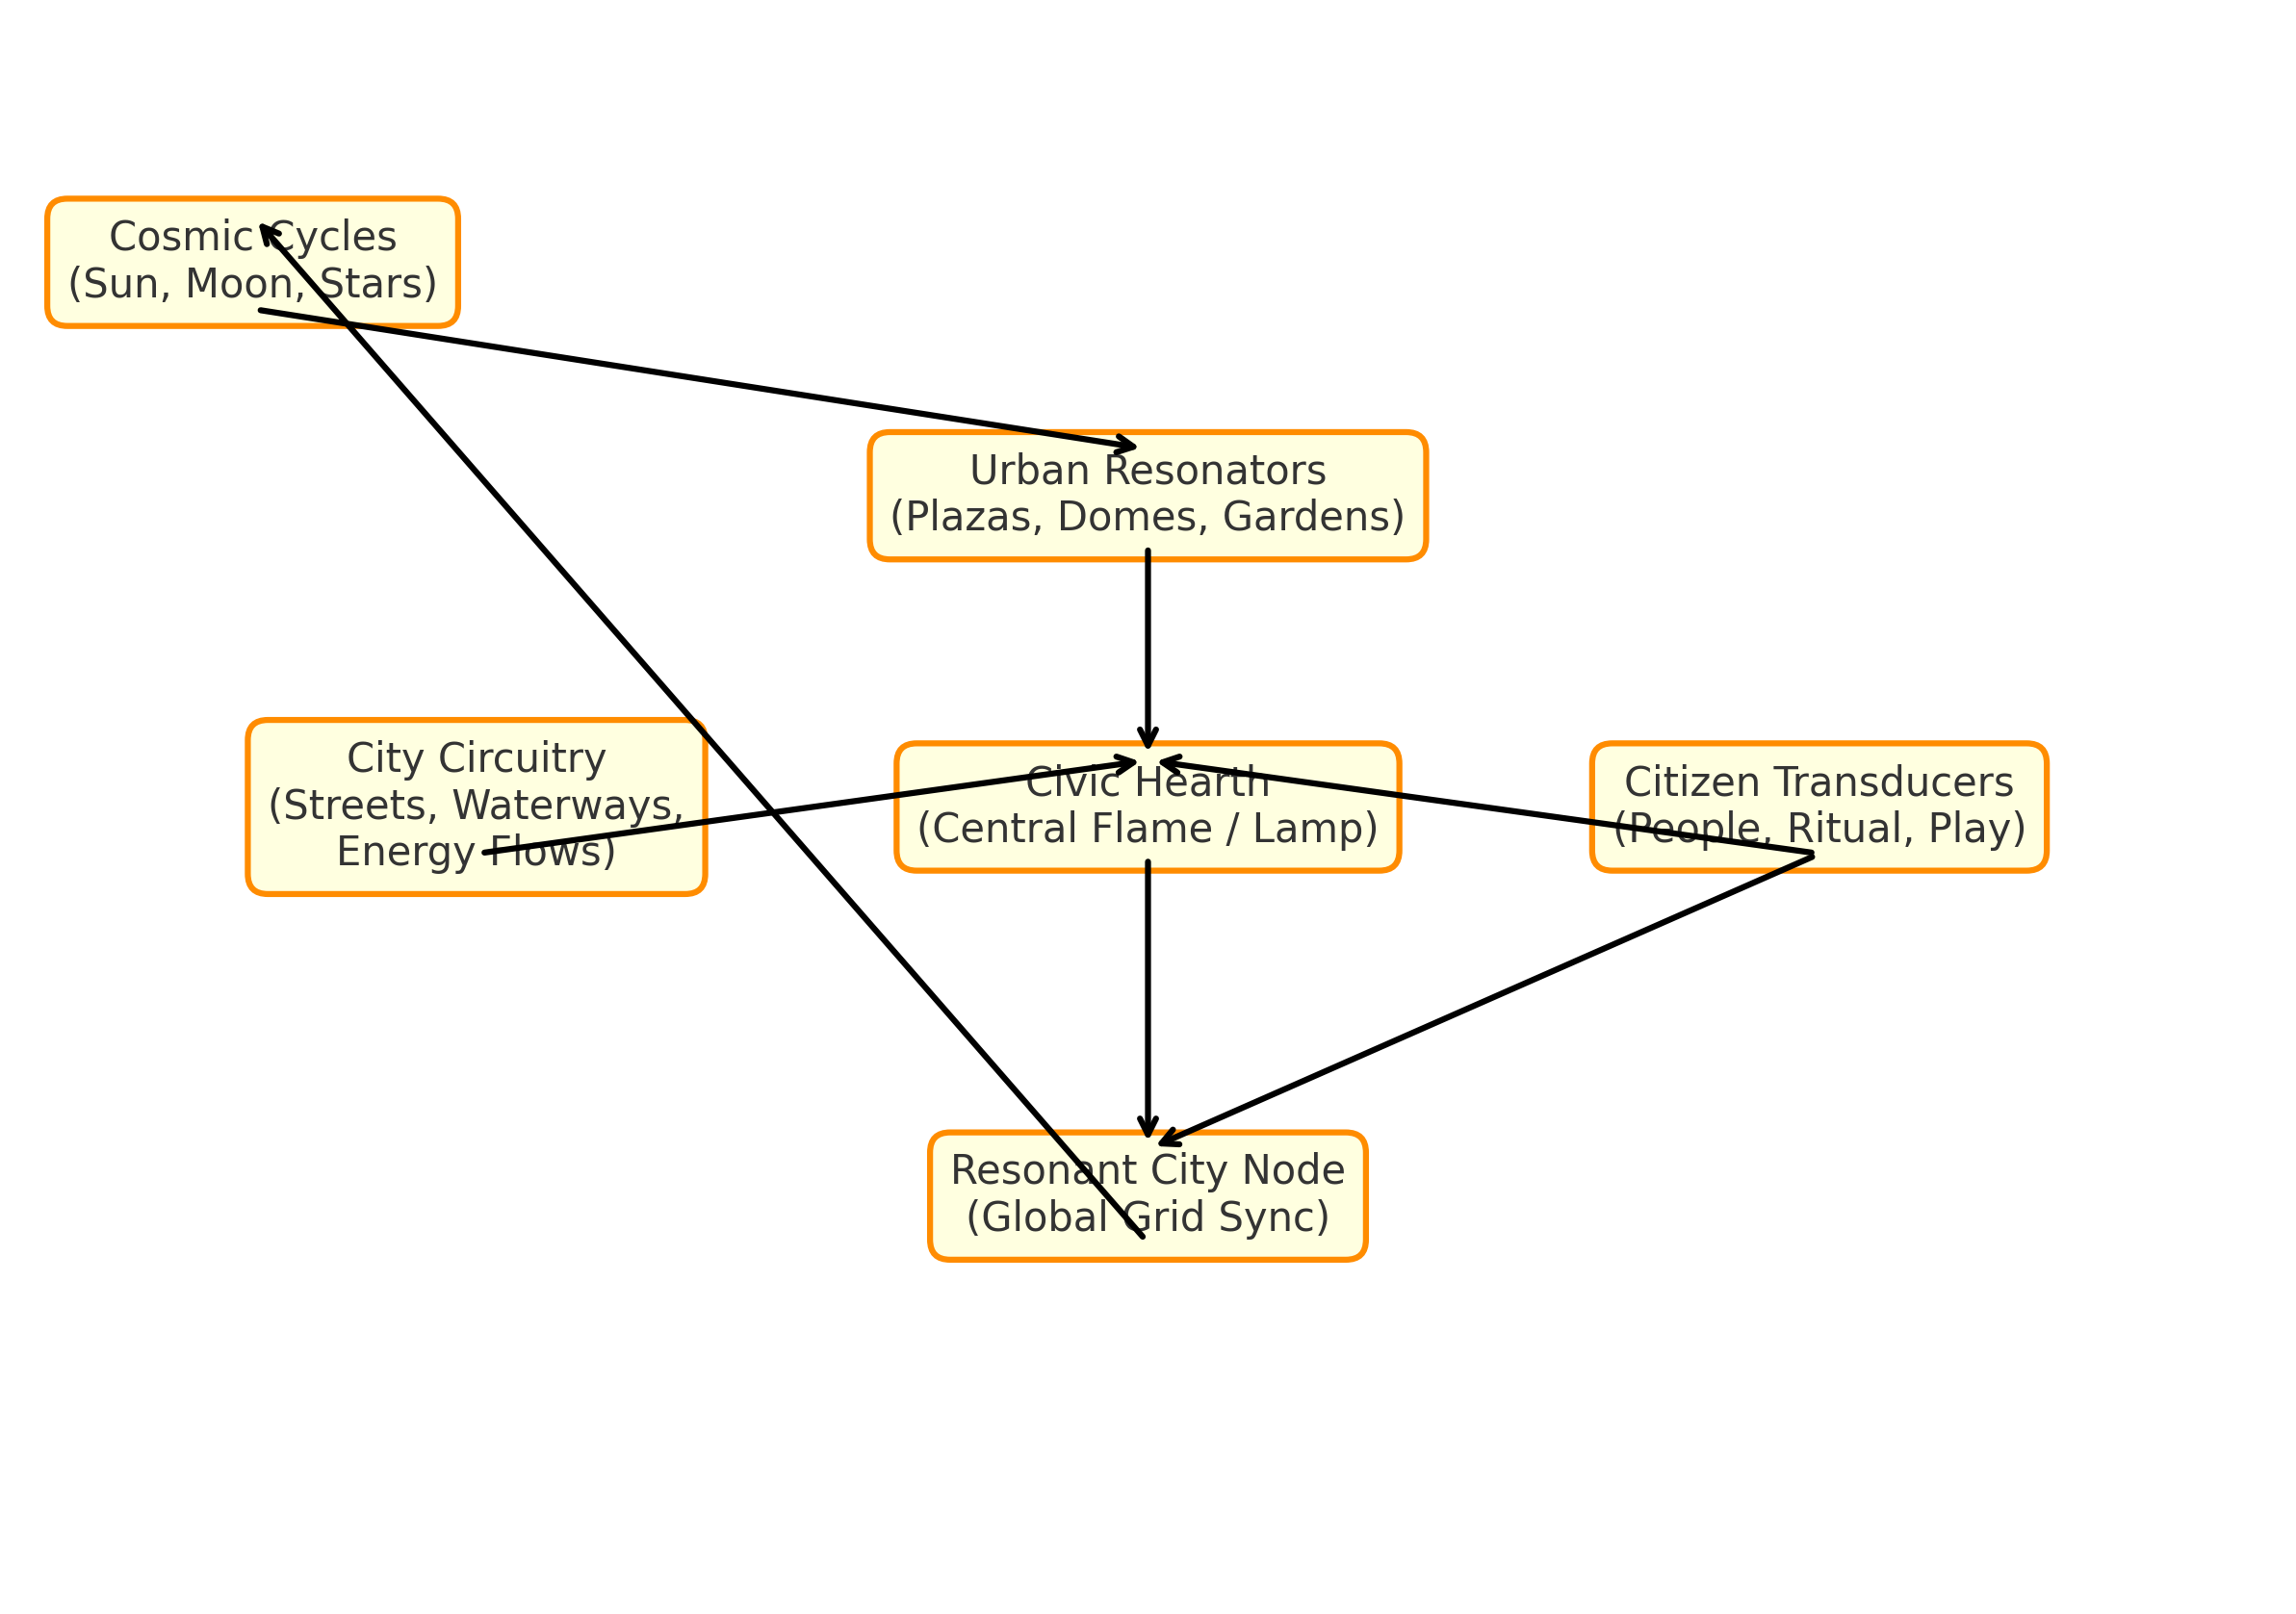 Cosmic Cycles
(Sun, Moon, Stars)
Urban Resonators
(Plazas, Domes, Gardens)
City Circuitry
(Streets, Waterways,
Energy Flows)
Civic Hearth
(Central Flame / Lamp)
Citizen Transducers
(People, Ritual, Play)
Resonant City Node
(Global Grid Sync)